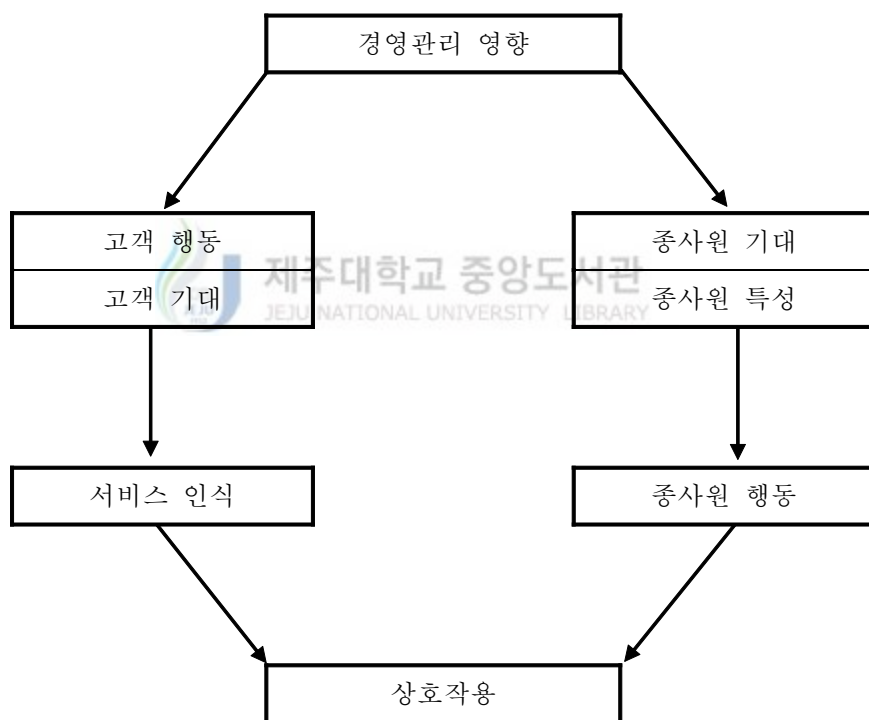 경영관리 영향
고객 행동
종사원 기대
제주대학교 중앙도서관
고객 기대
종사원 특성
JEJU NATIONAL UNIVERSITY LIBRARY
서비스 인식
종사원 행동
상호작용